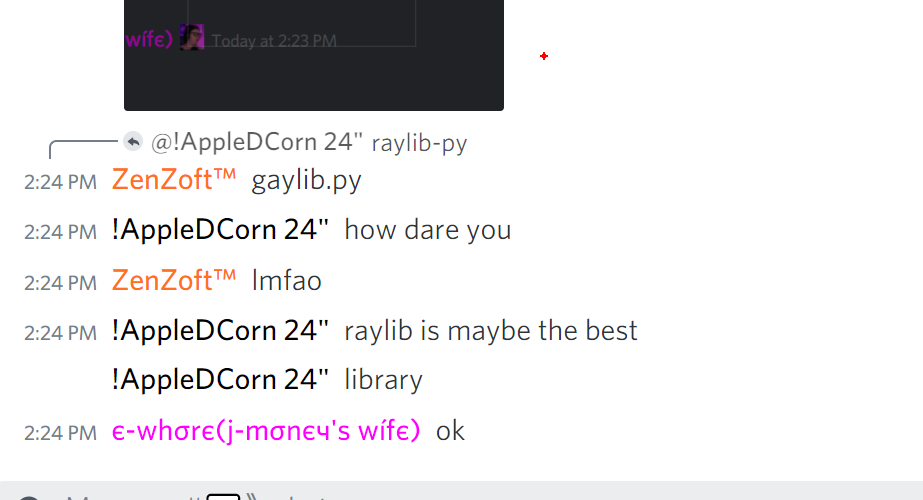 wífє) Today at 2:23 PM
@!AppleDCorn 24" raylib-py
2:24 PM ZenZoft™ gaylib.py
2:24 PM !AppleDCorn 24" how dare you
2:24 PM ZenZoft™ lmfao
2:24 PM !AppleDCorn 24" raylib is maybe the best
!AppleDCorn 24" library
2:24 PM є-whσrє(j-mσnєч's wífє) ok